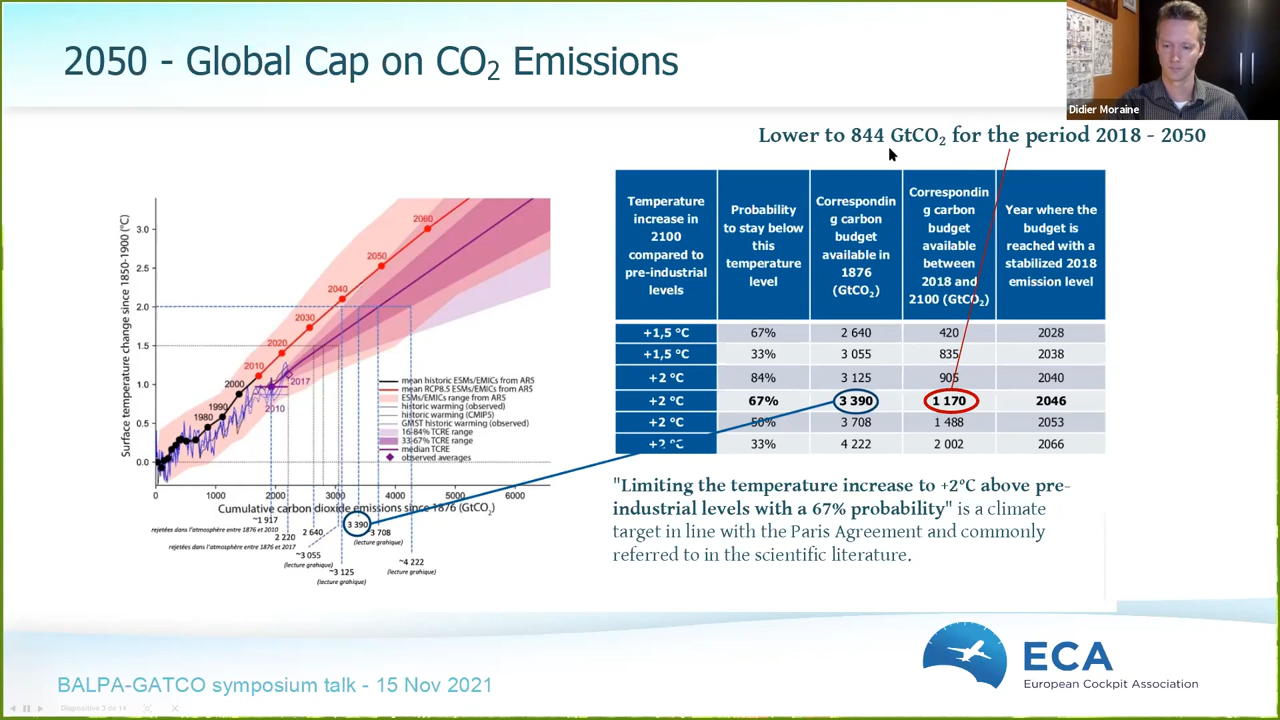 2050 - Global Cap on CO₂ Emissions
Didier Moraine
Lower to 844 GtCO₂ for the period 2018 - 2050
Surface temperature change since 1850-1900 (°C)
3.0
2.5
2.0
1.5
1.0
0.5
0.0
0
1000
2000
3000
4000
5000
6000
1980
1990
2000
2010
2020
2030
2040
2050
2060
2017
2010
mean historic ESMs/EMICs from AR5
mean RCP8.5 ESMs/EMICs from AR5
ESMs/EMICs range from AR5
historic warming (observed)
historic warming (CMIP5)
GMST historic warming (observed)
16-84% TCRE range
33-67% TCRE range
median TCRE
observed averages
Cumulative carbon dioxide emissions since 1876 (GtCO₂)
~1 917
rejetées dans l'atmosphère entre 1876 et 2010
2 220
rejetées dans l'atmosphère entre 1876 et 2017
2 640
~3 055
(lecture grahique)
~3 125
(lecture grahique)
3 390
3 708
(lecture grahique)
~4 222
(lecture grahique)
Temperature
increase in
2100
compared to
pre-industrial
levels
Probability
to stay below
this
temperature
level
Correspondin
g carbon
budget
available in
1876
(GtCO₂)
Correspondin
g carbon
budget
available
between
2018 and
2100 (GtCO₂)
Year where the
budget is
reached with a
stabilized 2018
emission level
+1,5 °C 67% 2 640 420 2028
+1,5 °C 33% 3 055 835 2038
+2 °C 84% 3 125 905 2040
+2 °C 67% 3 390 1 170 2046
+2 °C 50% 3 708 1 488 2053
+2 °C 33% 4 222 2 002 2066
"Limiting the temperature increase to +2°C above pre-
industrial levels with a 67% probability" is a climate
target in line with the Paris Agreement and commonly
referred to in the scientific literature.
ECA
European Cockpit Association
BALPA-GATCO symposium talk - 15 Nov 2021
Diapositive 3 de 14